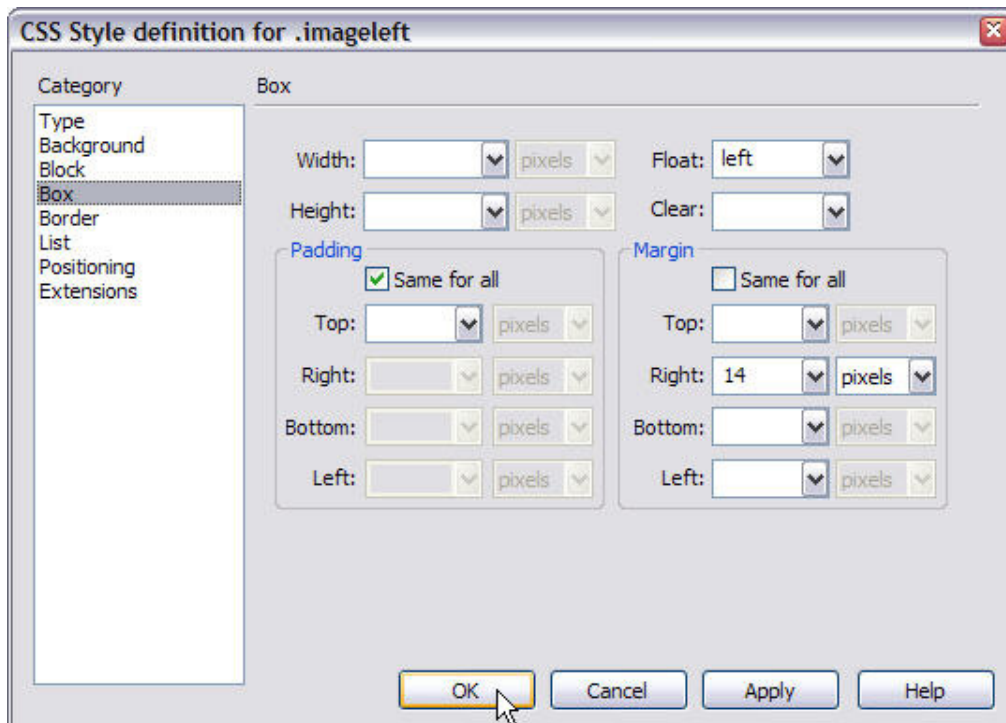 CSS Style definition for .imageleft
Category
Type
Background
Block
Box
Border
List
Positioning
Extensions
Box
Width: pixels Float: left
Height: pixels Clear:
Padding
Same for all
Top: pixels
Right: pixels
Bottom: pixels
Left: pixels
Margin
Same for all
Top: pixels
Right: 14 pixels
Bottom: pixels
Left: pixels
OK Cancel Apply Help